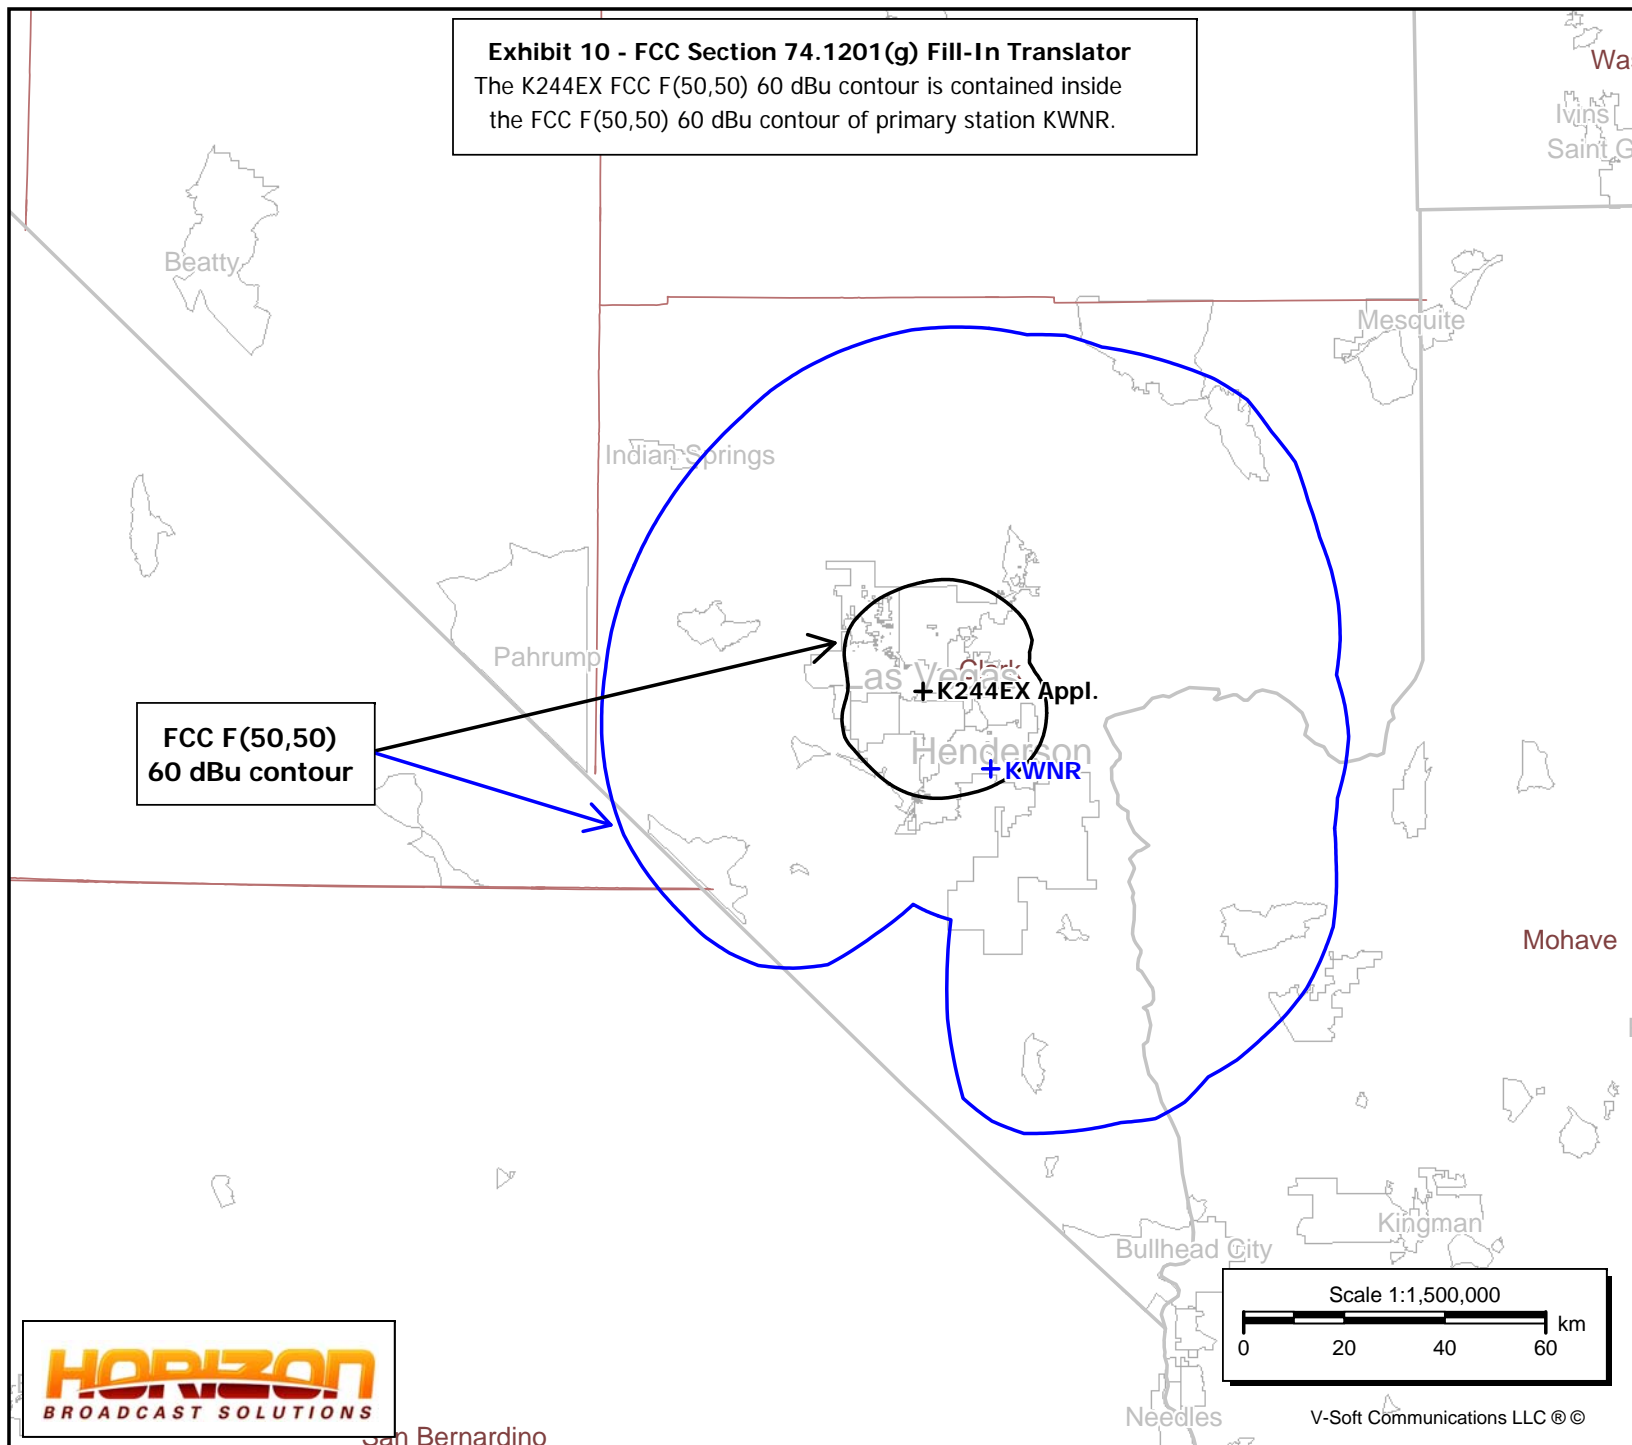 Exhibit 10 - FCC Section 74.1201(g) Fill-In Translator
The K244EX FCC F(50,50) 60 dBu contour is contained inside
the FCC F(50,50) 60 dBu contour of primary station KWNR.
Ivins
Beatty
Mesquite
Indian Springs
Pahrump
Clark
Las Vegas
K244EX Appl.
FCC F(50,50)
60 dBu contour
Henderson
KWNR
Mohave
Kingman
Bullhead City
Scale 1:1,500,000
km
0 20 40 60
HORIZON
BROADCAST SOLUTIONS
Needles
V-Soft Communications LLC ® ©
San Bernardino